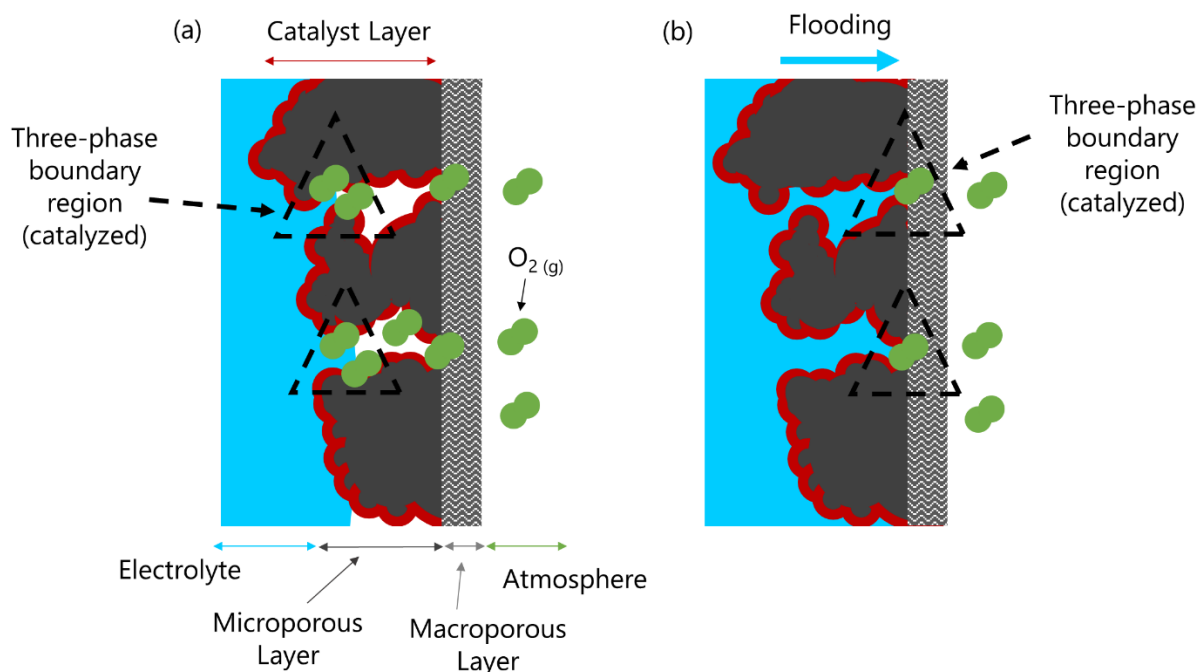 (a)
Catalyst Layer
Three-phase
boundary
region
(catalyzed)
O2 (g)
Electrolyte
Microporous
Layer
Macroporous
Layer
Atmosphere
(b)
Flooding
Three-phase
boundary
region
(catalyzed)